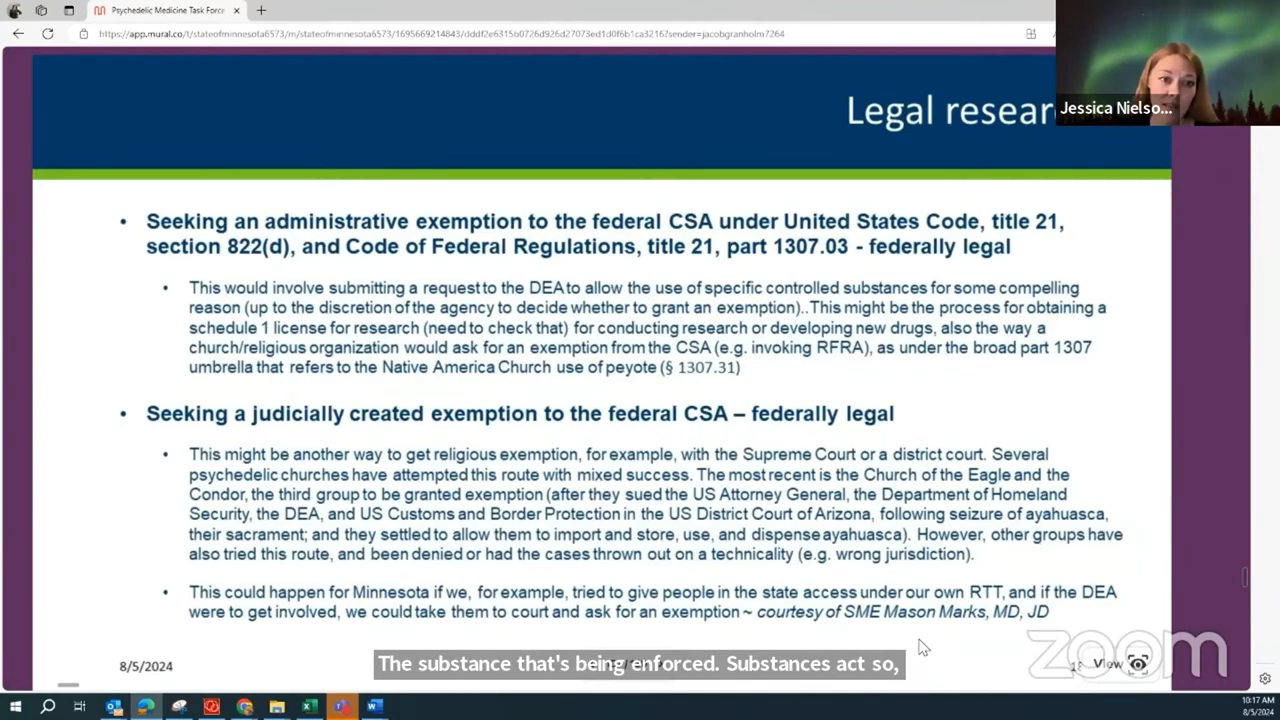 Psychedelic Medicine Task Force
https://app.mural.co/t/stateofminnesota6573/m/stateofminnesota6573/1695669214843/dddf2e6315b0726d926d27073ed1d0f6b1ca3216?sender=jacobgranholm7264
Jessica Nielso...
Legal resear
• Seeking an administrative exemption to the federal CSA under United States Code, title 21,
section 822(d), and Code of Federal Regulations, title 21, part 1307.03 - federally legal
• This would involve submitting a request to the DEA to allow the use of specific controlled substances for some compelling
reason (up to the discretion of the agency to decide whether to grant an exemption)..This might be the process for obtaining a
schedule 1 license for research (need to check that) for conducting research or developing new drugs, also the way a
church/religious organization would ask for an exemption from the CSA (e.g. invoking RFRA), as under the broad part 1307
umbrella that refers to the Native America Church use of peyote (§ 1307.31)
• Seeking a judicially created exemption to the federal CSA – federally legal
• This might be another way to get religious exemption, for example, with the Supreme Court or a district court. Several
psychedelic churches have attempted this route with mixed success. The most recent is the Church of the Eagle and the
Condor, the third group to be granted exemption (after they sued the US Attorney General, the Department of Homeland
Security, the DEA, and US Customs and Border Protection in the US District Court of Arizona, following seizure of ayahuasca,
their sacrament; and they settled to allow them to import and store, use, and dispense ayahuasca). However, other groups have
also tried this route, and been denied or had the cases thrown out on a technicality (e.g. wrong jurisdiction).
• This could happen for Minnesota if we, for example, tried to give people in the state access under our own RTT, and if the DEA
were to get involved, we could take them to court and ask for an exemption ~ courtesy of SME Mason Marks, MD, JD
8/5/2024
The substance that's being enforced. Substances act so,
View
zoom
10:17 AM
8/5/2024